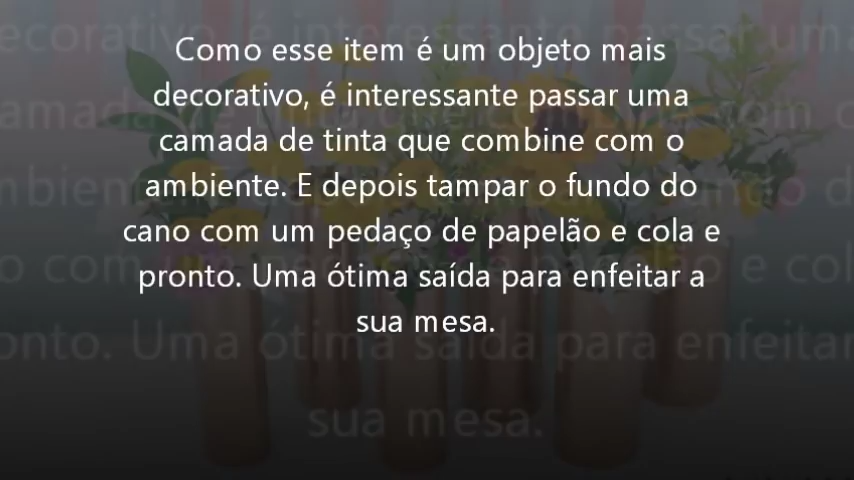 Como esse item é um objeto mais
decorativo, é interessante passar uma
camada de tinta que combine com o
ambiente. E depois tampar o fundo do
cano com um pedaço de papelão e cola e
pronto. Uma ótima saída para enfeitar a
sua mesa.